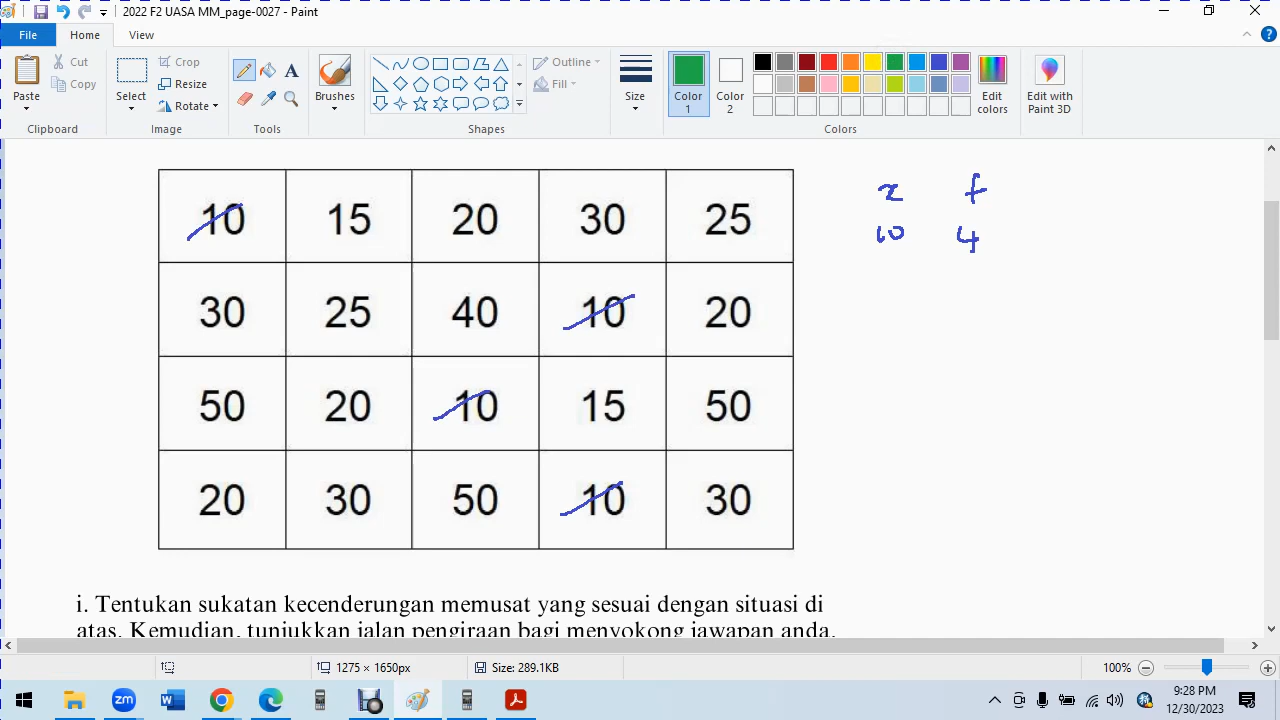 2022 F2 UASA MM_page-0027 - Paint
File Home View
Paste Cut Copy Clipboard
Select Crop Resize Rotate Image
Tools
Brushes
Outline Fill Shapes
Size
Color 1 Color 2 Edit colors Colors
Edit with Paint 3D
10 15 20 30 25 x f
30 25 40 10 20 10 4
50 20 10 15 50
20 30 50 10 30
i. Tentukan sukatan kecenderungan memusat yang sesuai dengan situasi di
atas. Kemudian, tunjukkan jalan pengiraan bagi menyokong jawapan anda.
1275 × 1650px Size: 289.1KB 100%
zm W 9:28 PM
12/30/2023